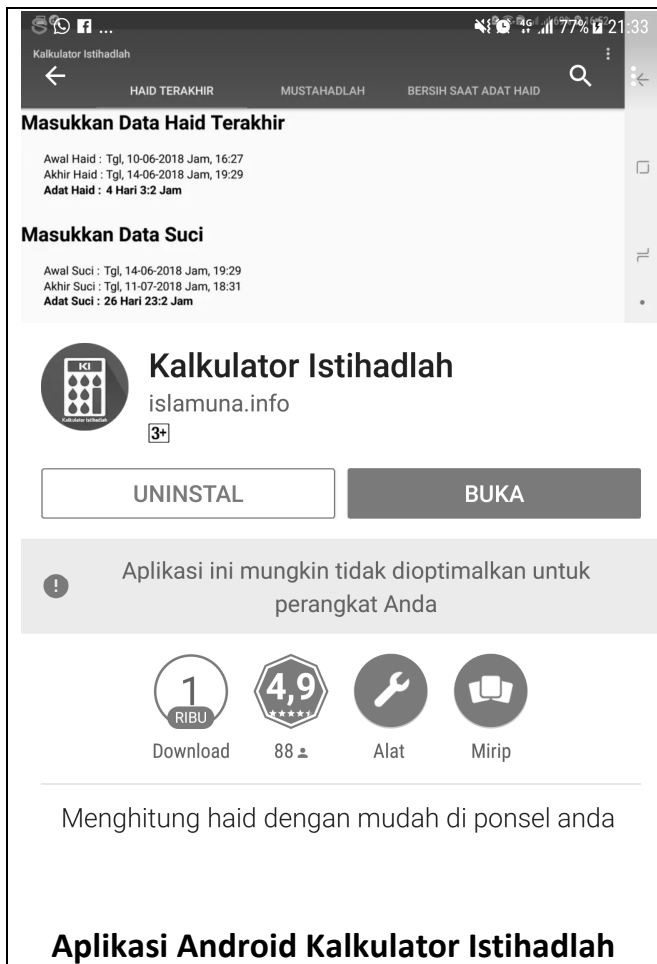 77% 21:33
Kalkulator Istihadlah
HAID TERAKHIR MUSTAHADLAH BERSIH SAAT ADAT HAID
Masukkan Data Haid Terakhir
Awal Haid : Tgl, 10-06-2018 Jam, 16:27
Akhir Haid : Tgl, 14-06-2018 Jam, 19:29
Adat Haid : 4 Hari 3:2 Jam
Masukkan Data Suci
Awal Suci : Tgl, 14-06-2018 Jam, 19:29
Akhir Suci : Tgl, 11-07-2018 Jam, 18:31
Adat Suci : 26 Hari 23:2 Jam
KI
Kalkulator Istihadlah
Kalkulator Istihadlah
islamuna.info
3+
UNINSTAL BUKA
Aplikasi ini mungkin tidak dioptimalkan untuk
perangkat Anda
1 4,9
RIBU
Download 88 Alat Mirip
Menghitung haid dengan mudah di ponsel anda
Aplikasi Android Kalkulator Istihadlah